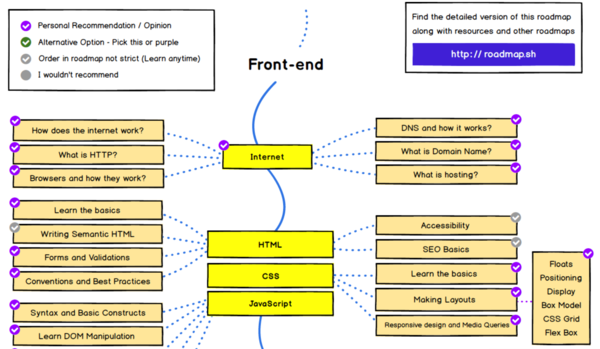 Personal Recommendation / Opinion
Alternative Option - Pick this or purple
Order in roadmap not strict (Learn anytime)
I wouldn't recommend
Find the detailed version of this roadmap
along with resources and other roadmaps
http:// roadmap.sh
Front-end
How does the internet work?
What is HTTP?
Browsers and how they work?
Internet
DNS and how it works?
What is Domain Name?
What is hosting?
Learn the basics
Writing Semantic HTML
Forms and Validations
Conventions and Best Practices
HTML
Accessibility
SEO Basics
CSS
Learn the basics
Making Layouts
Responsive design and Media Queries
Floats
Positioning
Display
Box Model
CSS Grid
Flex Box
JavaScript
Syntax and Basic Constructs
Learn DOM Manipulation